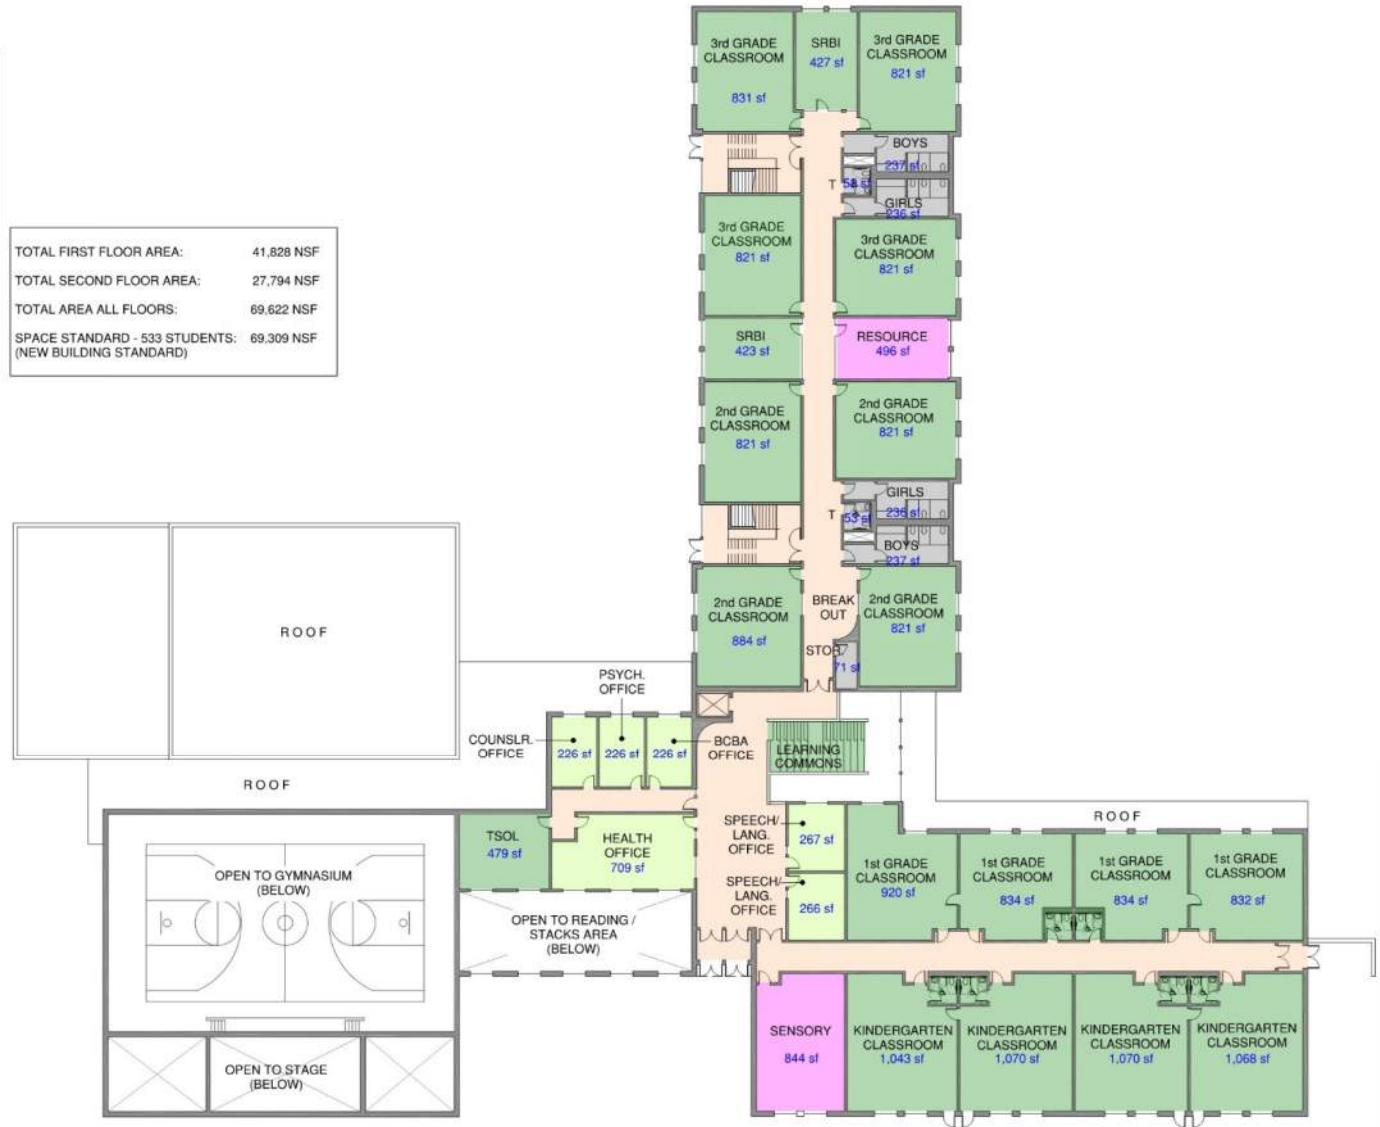 3rd GRADE
CLASSROOM
831 sf
SRBI
427 sf
3rd GRADE
CLASSROOM
821 sf
BOYS
237 sf
T
GIRLS
236 sf
3rd GRADE
CLASSROOM
821 sf
3rd GRADE
CLASSROOM
821 sf
TOTAL FIRST FLOOR AREA: 41,828 NSF
TOTAL SECOND FLOOR AREA: 27,794 NSF
TOTAL AREA ALL FLOORS: 69,622 NSF
SPACE STANDARD - 533 STUDENTS: 69,309 NSF
(NEW BUILDING STANDARD)
SRBI
423 sf
RESOURCE
496 sf
2nd GRADE
CLASSROOM
821 sf
2nd GRADE
CLASSROOM
821 sf
GIRLS
236 sf
T
53 sf
BOYS
237 sf
2nd GRADE
CLASSROOM
884 sf
BREAK
OUT
2nd GRADE
CLASSROOM
821 sf
STOR
71 sf
ROOF
PSYCH.
OFFICE
COUNSLR.
OFFICE
226 sf
226 sf
226 sf
BCBA
OFFICE
LEARNING
COMMONS
ROOF
ROOF
TSOL
479 sf
HEALTH
OFFICE
709 sf
SPEECH/
LANG.
OFFICE
267 sf
SPEECH/
LANG.
OFFICE
266 sf
1st GRADE
CLASSROOM
920 sf
1st GRADE
CLASSROOM
834 sf
1st GRADE
CLASSROOM
834 sf
1st GRADE
CLASSROOM
832 sf
OPEN TO GYMNASIUM
(BELOW)
OPEN TO READING /
STACKS AREA
(BELOW)
OPEN TO STAGE
(BELOW)
SENSORY
844 sf
KINDERGARTEN
CLASSROOM
1,043 sf
KINDERGARTEN
CLASSROOM
1,070 sf
KINDERGARTEN
CLASSROOM
1,070 sf
KINDERGARTEN
CLASSROOM
1,068 sf